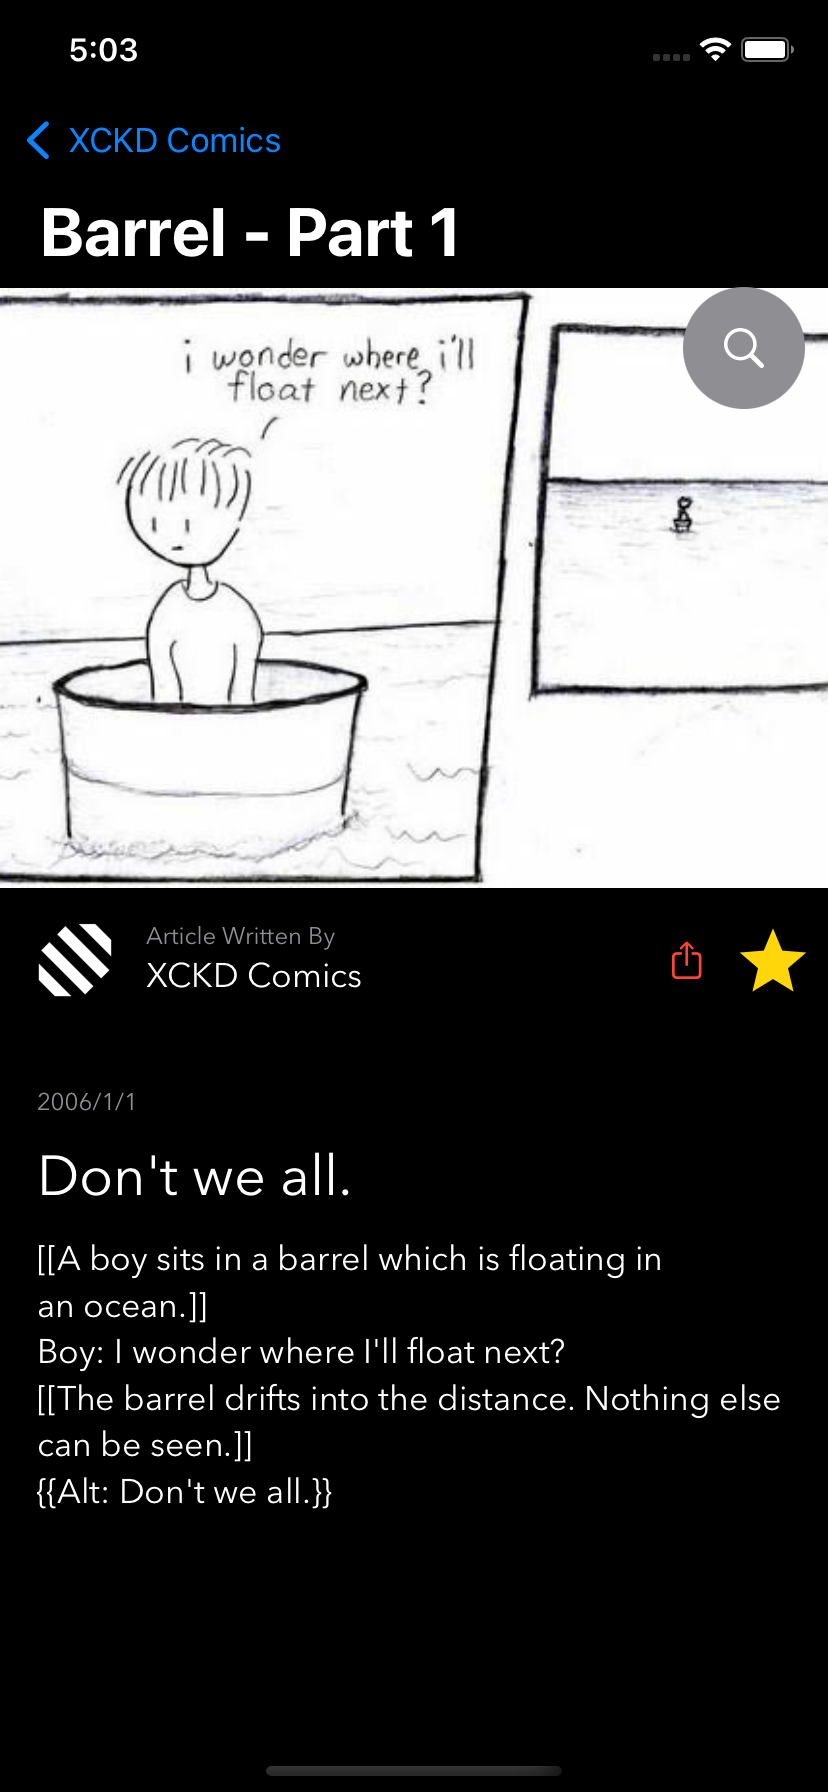 5:03
XCKD Comics
Barrel - Part 1
i wonder where i'll
float next?
Article Written By
XCKD Comics
2006/1/1
Don't we all.
[[A boy sits in a barrel which is floating in
an ocean.]]
Boy: I wonder where I'll float next?
[[The barrel drifts into the distance. Nothing else
can be seen.]]
{{Alt: Don't we all.}}